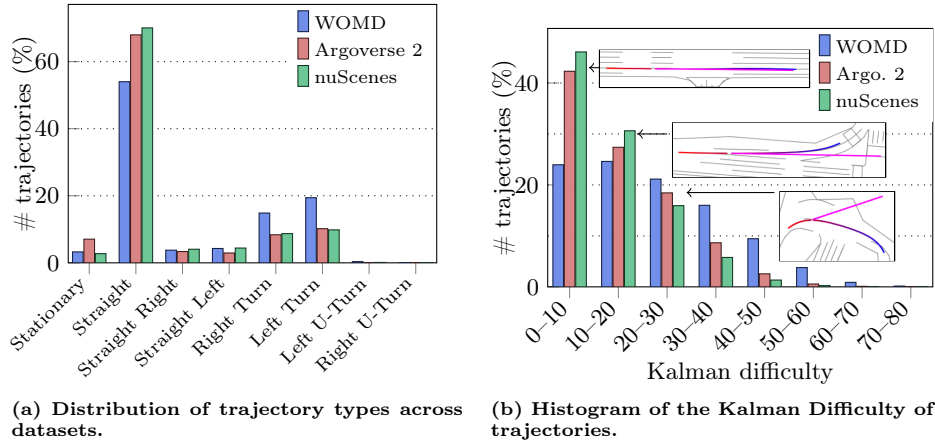 WOMD
Argoverse 2
nuScenes
60
40
20
0
# trajectories (%)
Stationary
Straight
Straight Right
Straight Left
Right Turn
Left Turn
Left U-Turn
Right U-Turn
(a) Distribution of trajectory types across
datasets.
WOMD
Argo. 2
nuScenes
40
30
20
10
0
# trajectories (%)
0–10
10–20
20–30
30–40
40–50
50–60
60–70
70–80
Kalman difficulty
(b) Histogram of the Kalman Difficulty of
trajectories.